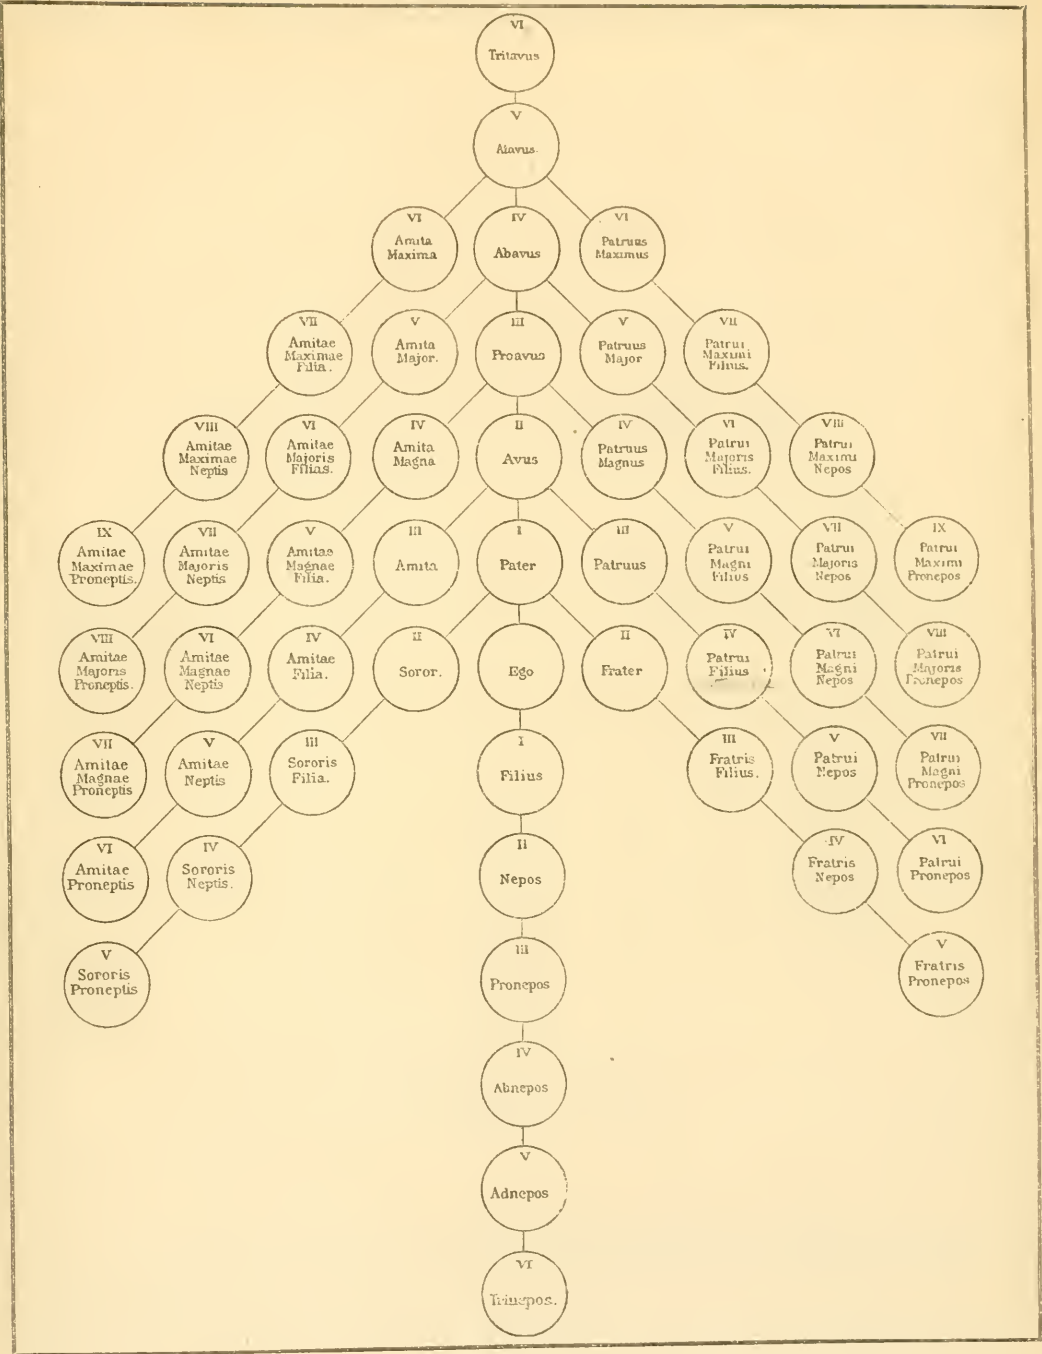 VI
Tritavus
V
Atavus.
VI
Amita
Maxima
IV
Abavus
VI
Patruus
Maximus
VII
Amitae
Maximae
Filia.
V
Amita
Major.
III
Proavus
V
Patruus
Major
VII
Patrui
Maximi
Filius.
VIII
Amitae
Maximae
Neptis
VI
Amitae
Majoris
Filias.
IV
Amita
Magna
II
Avus
IV
Patruus
Magnus
VI
Patrui
Majoris
Filius.
VIII
Patrui
Maximi
Nepos
IX
Amitae
Maximae
Proneptis.
VII
Amitae
Majoris
Neptis
V
Amitae
Magnae
Filia.
III
Amita
I
Pater
III
Patruus
V
Patrui
Magni
Filius
VII
Patrui
Majoris
Nepos
IX
Patrui
Maximi
Pronepos
VIII
Amitae
Majoris
Proneptis.
VI
Amitae
Magnae
Neptis
IV
Amitae
Filia.
II
Soror.
Ego
II
Frater
IV
Patrui
Filius
VI
Patrui
Magni
Nepos
VIII
Patrui
Majoris
Pronepos
VII
Amitae
Magnae
Proneptis
V
Amitae
Neptis
III
Sororis
Filia.
I
Filius
III
Fratris
Filius.
V
Patrui
Nepos
VII
Patrui
Magni
Pronepos
VI
Amitae
Proneptis
IV
Sororis
Neptis.
II
Nepos
IV
Fratris
Nepos
VI
Patrui
Pronepos
V
Sororis
Proneptis
III
Pronepos
V
Fratris
Pronepos
IV
Abnepos
V
Adnepos
VI
Trinepos.